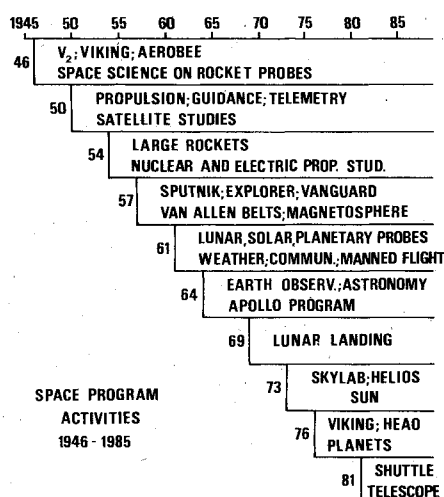 1945 50 55 60 65 70 75 80 85
46 V2; VIKING; AEROBEE
SPACE SCIENCE ON ROCKET PROBES
50 PROPULSION; GUIDANCE; TELEMETRY
SATELLITE STUDIES
54 LARGE ROCKETS
NUCLEAR AND ELECTRIC PROP. STUD.
57 SPUTNIK; EXPLORER; VANGUARD
VAN ALLEN BELTS; MAGNETOSPHERE
61 LUNAR, SOLAR, PLANETARY PROBES
WEATHER; COMMUN.; MANNED FLIGHT
64 EARTH OBSERV.; ASTRONOMY
APOLLO PROGRAM
69 LUNAR LANDING
73 SKYLAB; HELIOS
SUN
76 VIKING; HEAO
PLANETS
81 SHUTTLE
TELESCOPE
SPACE PROGRAM
ACTIVITIES
1946 - 1985